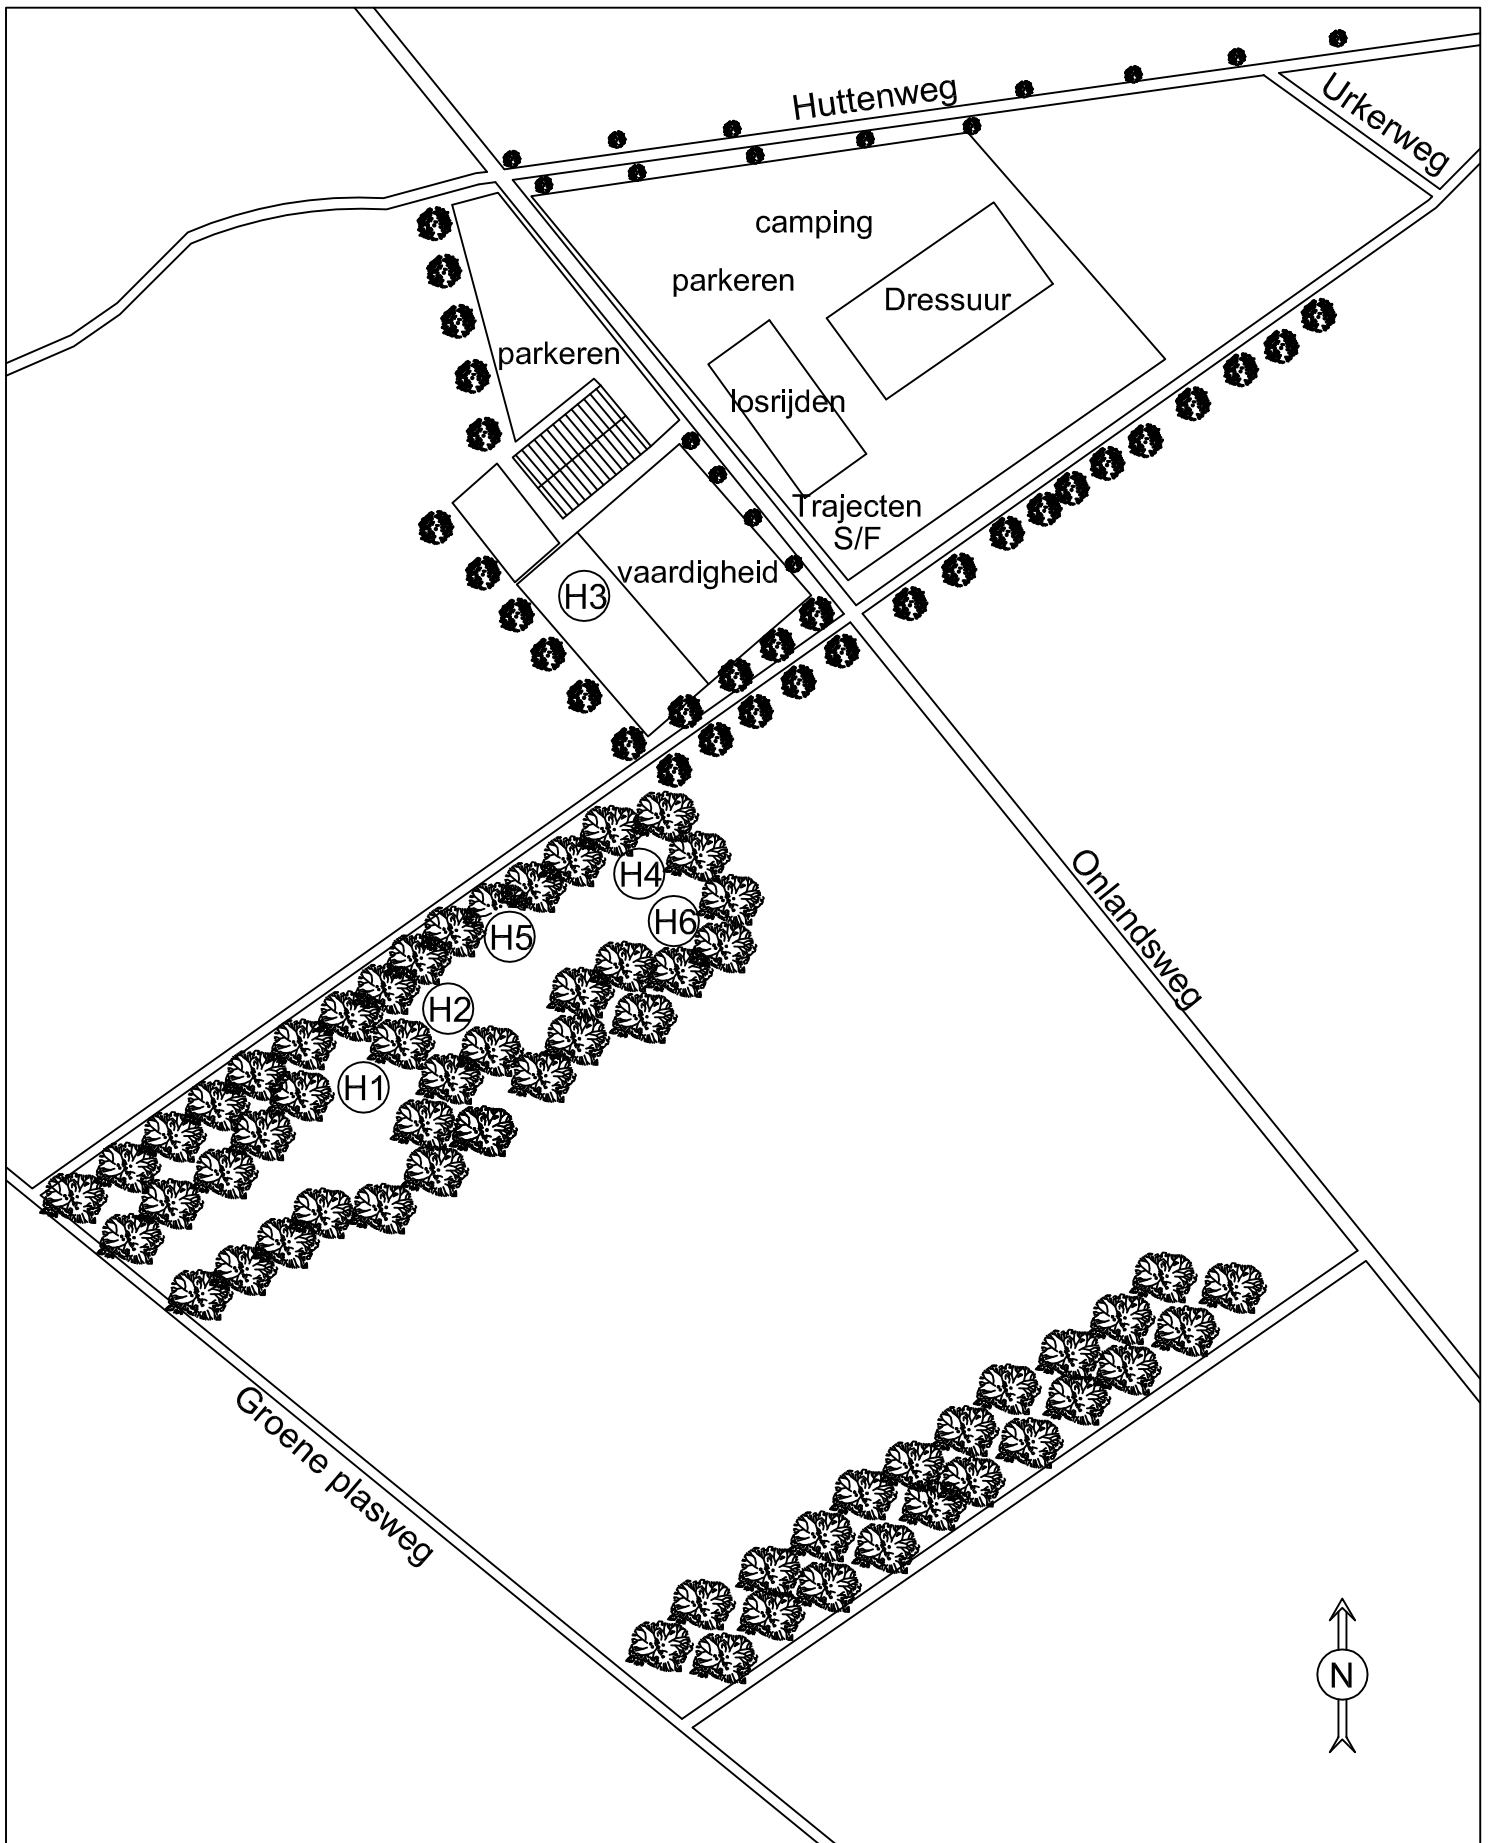 Huttenweg
Urkerweg
camping
parkeren
Dressuur
parkeren
losrijden
Trajecten
S/F
vaardigheid
H3
H4
H6
H5
H2
H1
Onlandsweg
Groene plasweg
N